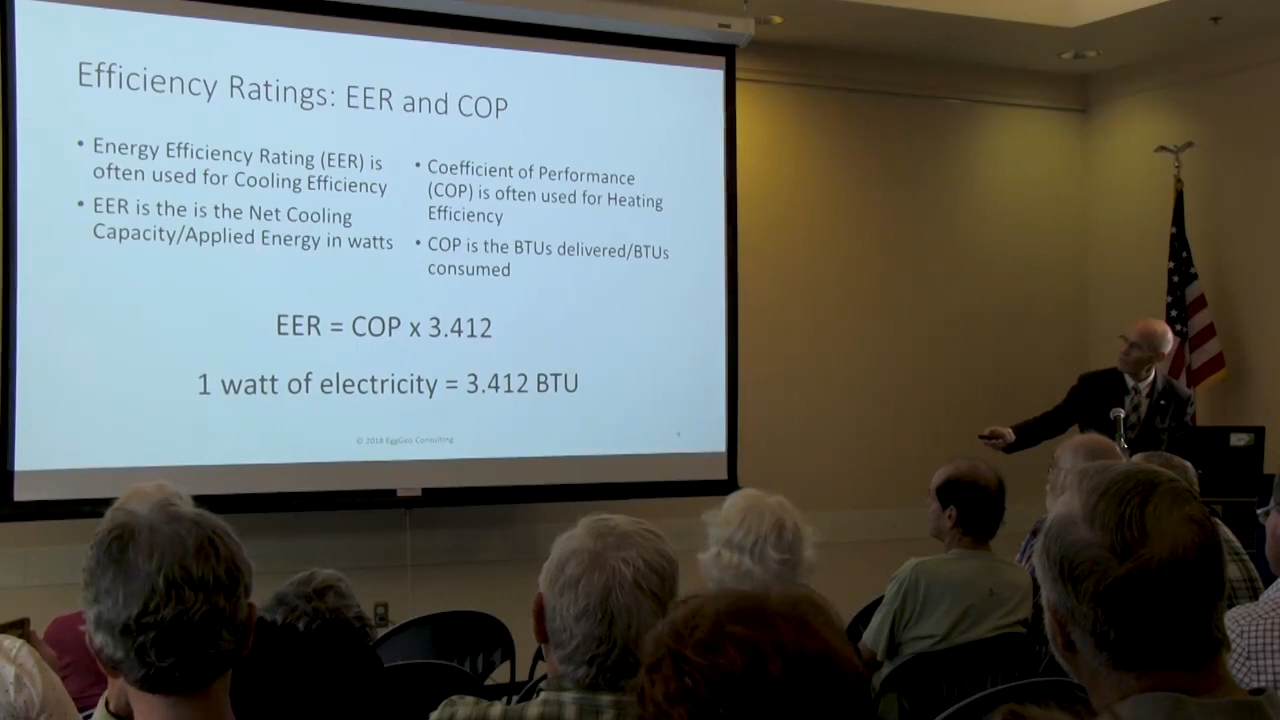 Efficiency Ratings: EER and COP
• Energy Efficiency Rating (EER) is
often used for Cooling Efficiency
• EER is the is the Net Cooling
Capacity/Applied Energy in watts
• Coefficient of Performance
(COP) is often used for Heating
Efficiency
• COP is the BTUs delivered/BTUs
consumed
EER = COP x 3.412
1 watt of electricity = 3.412 BTU
© 2018 EggGeo Consulting